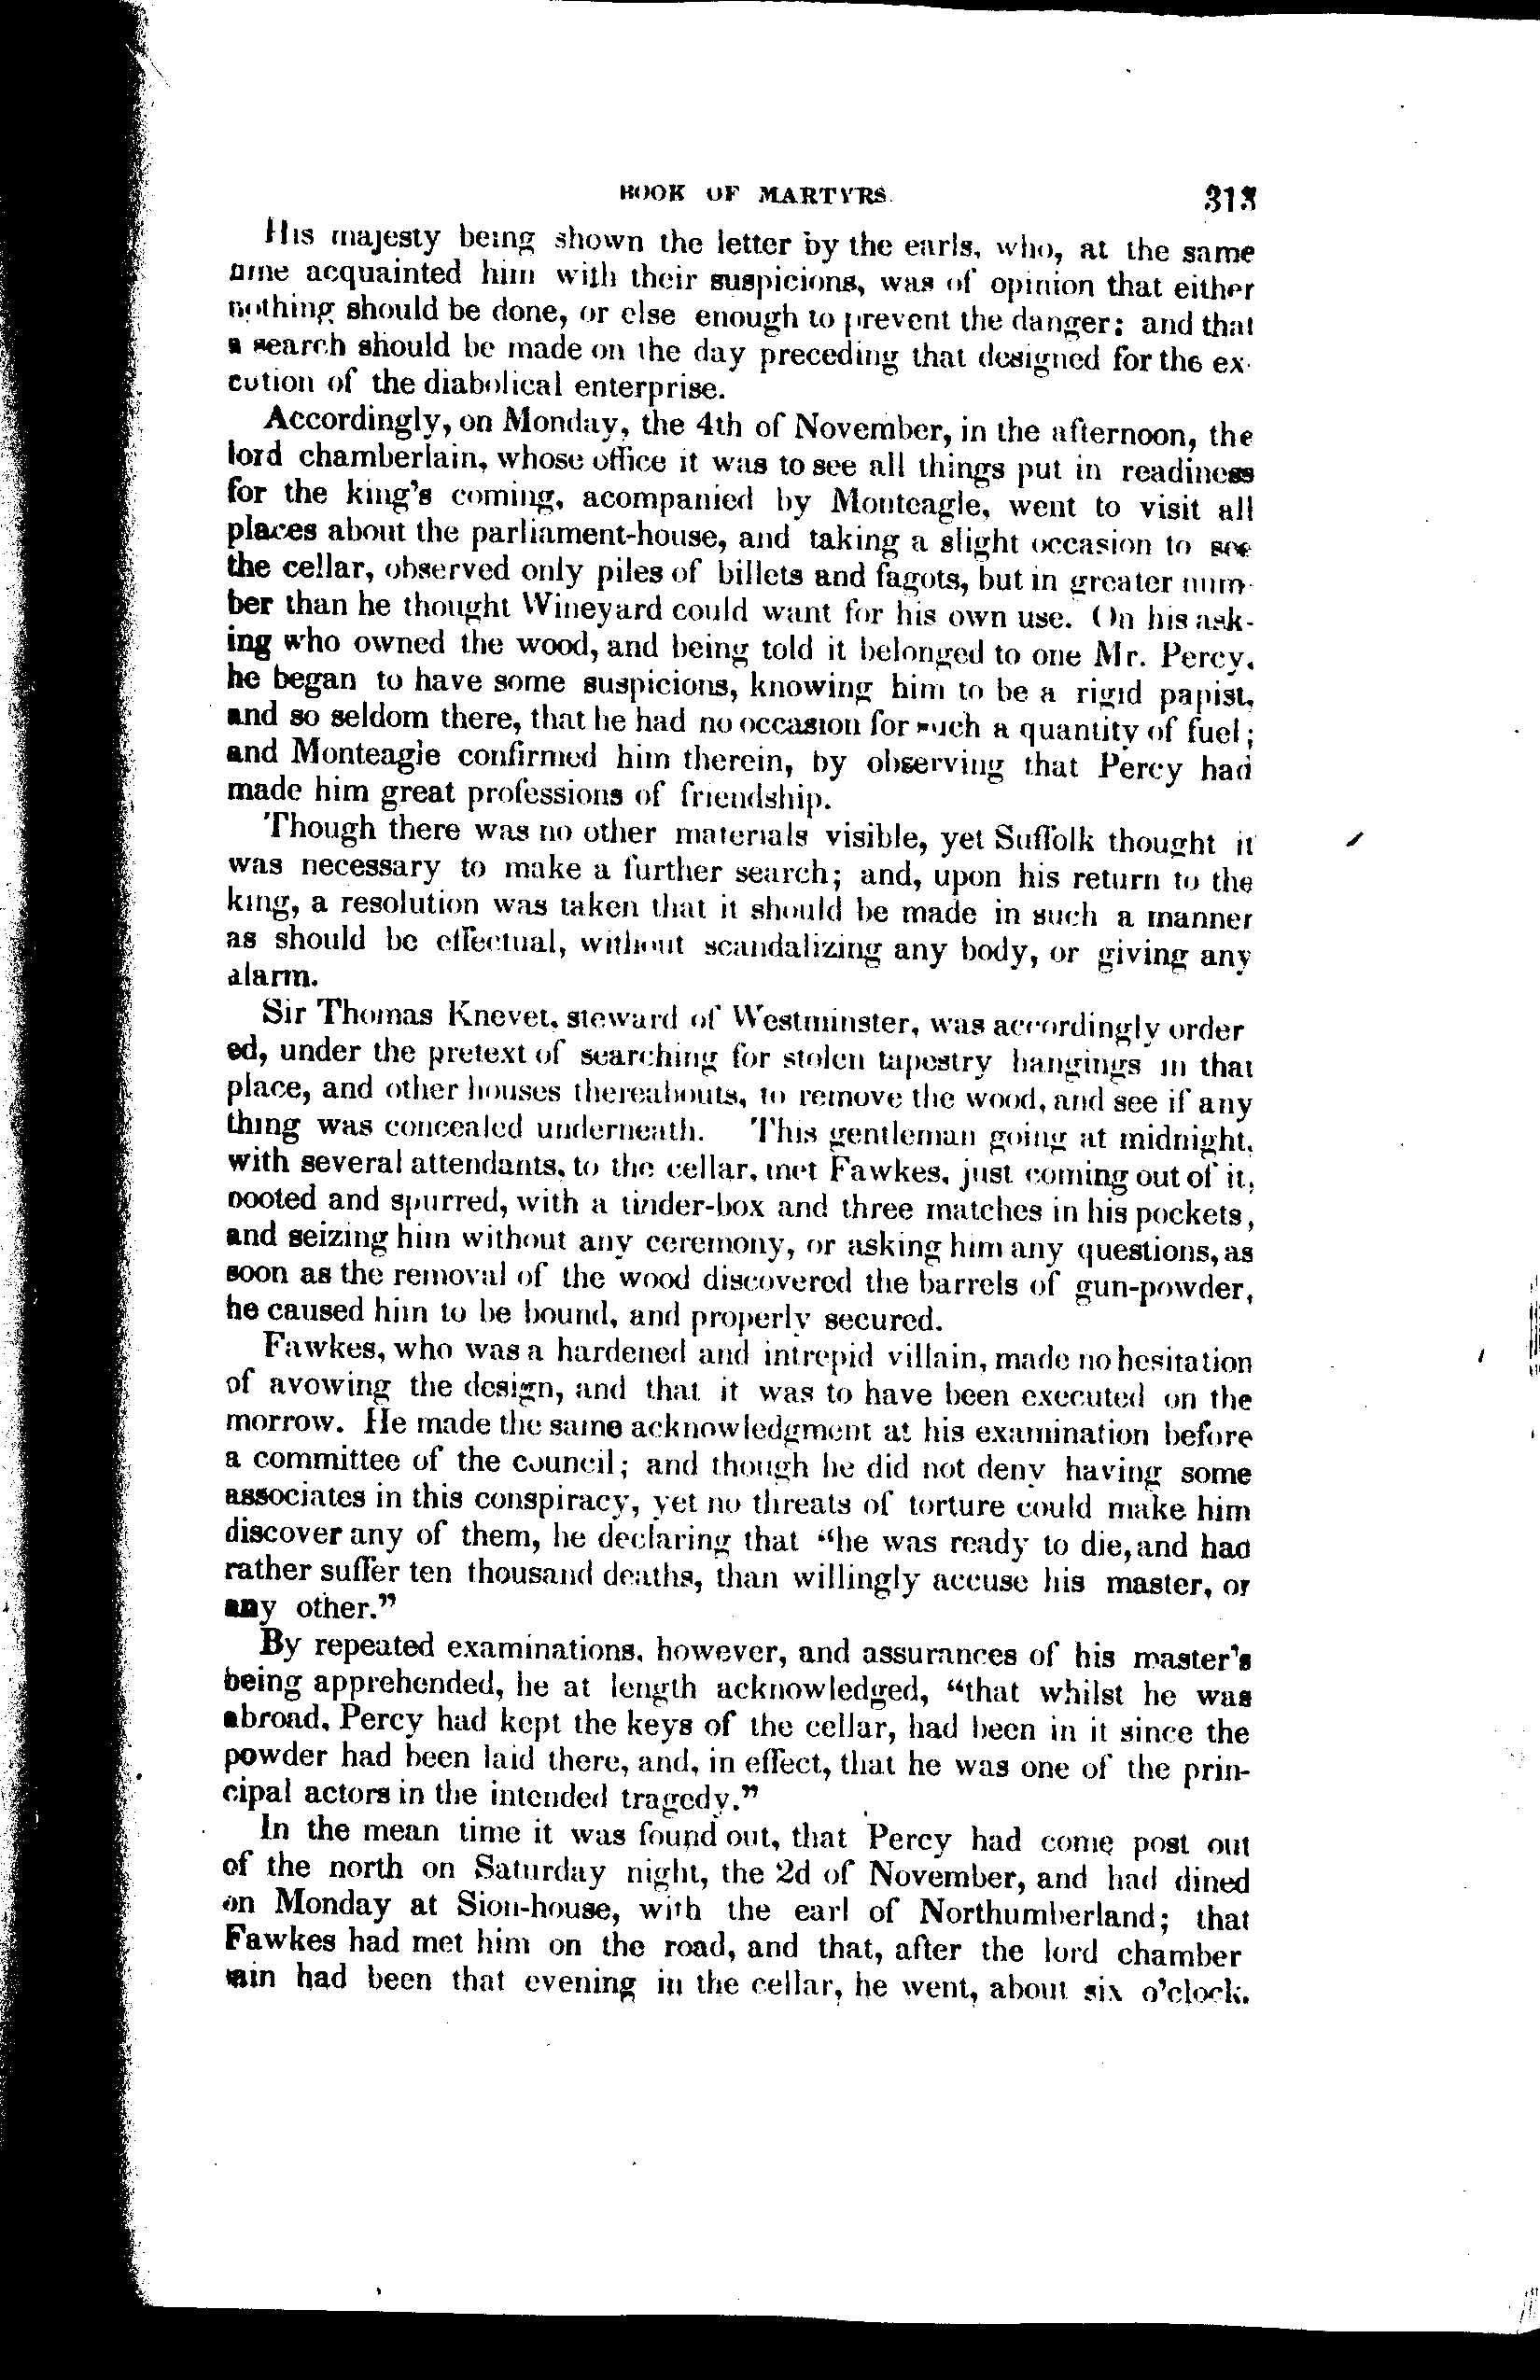 BOOK OF MARTYRS. 313
His majesty being shown the letter by the earls, who, at the same
time acquainted him with their suspicions, was of opinion that either
nothing should be done, or else enough to prevent the danger: and that
a search should be made on the day preceding that designed for the ex-
cution of the diabolical enterprise.
Accordingly, on Monday, the 4th of November, in the afternoon, the
lord chamberlain, whose office it was to see all things put in readiness
for the king's coming, acompanied by Monteagle, went to visit all
places about the parliament-house, and taking a slight occasion to see
the cellar, observed only piles of billets and fagots, but in greater num-
ber than he thought Wineyard could want for his own use. On his ask-
ing who owned the wood, and being told it belonged to one Mr. Percy,
he began to have some suspicions, knowing him to be a rigid papist,
and so seldom there, that he had no occasion for such a quantity of fuel;
and Monteagle confirmed him therein, by observing that Percy had
made him great professions of friendship.
Though there was no other materials visible, yet Suffolk thought it
was necessary to make a further search; and, upon his return to the
king, a resolution was taken that it should be made in such a manner
as should be effectual, without scandalizing any body, or giving any
alarm.
Sir Thomas Knevet, steward of Westminster, was accordingly order
ed, under the pretext of searching for stolen tapestry hangings in that
place, and other houses thereabouts, to remove the wood, and see if any
thing was concealed underneath. This gentleman going at midnight,
with several attendants, to the cellar, met Fawkes, just coming out of it,
booted and spurred, with a tinder-box and three matches in his pockets,
and seizing him without any ceremony, or asking him any questions, as
soon as the removal of the wood discovered the barrels of gun-powder,
he caused him to be bound, and properly secured.
Fawkes, who was a hardened and intrepid villain, made no hesitation
of avowing the design, and that it was to have been executed on the
morrow. He made the same acknowledgment at his examination before
a committee of the council; and though he did not deny having some
associates in this conspiracy, yet no threats of torture could make him
discover any of them, he declaring that "he was ready to die, and had
rather suffer ten thousand deaths, than willingly accuse his master, or
any other."
By repeated examinations, however, and assurances of his master's
being apprehended, he at length acknowledged, "that whilst he was
abroad, Percy had kept the keys of the cellar, had been in it since the
powder had been laid there, and, in effect, that he was one of the prin-
cipal actors in the intended tragedy."
In the mean time it was found out, that Percy had come post out
of the north on Saturday night, the 2d of November, and had dined
on Monday at Sion-house, with the earl of Northumberland; that
Fawkes had met him on the road, and that, after the lord chamber
lain had been that evening in the cellar, he went, about six o'clock,